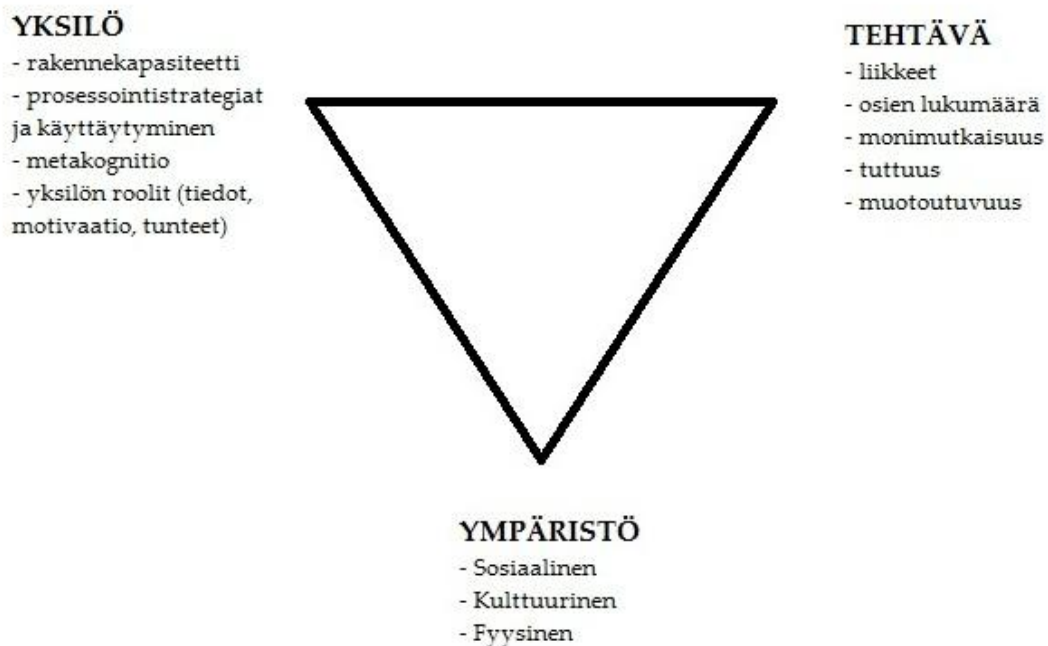 YKSILÖ
- rakennekapasiteetti
- prosessointistrategiat
ja käyttäytyminen
- metakognitio
- yksilön roolit (tiedot,
motivaatio, tunteet)
TEHTÄVÄ
- liikkeet
- osien lukumäärä
- monimutkaisuus
- tuttuus
- muotoutuvuus
YMPÄRISTÖ
- Sosiaalinen
- Kulttuurinen
- Fyysinen